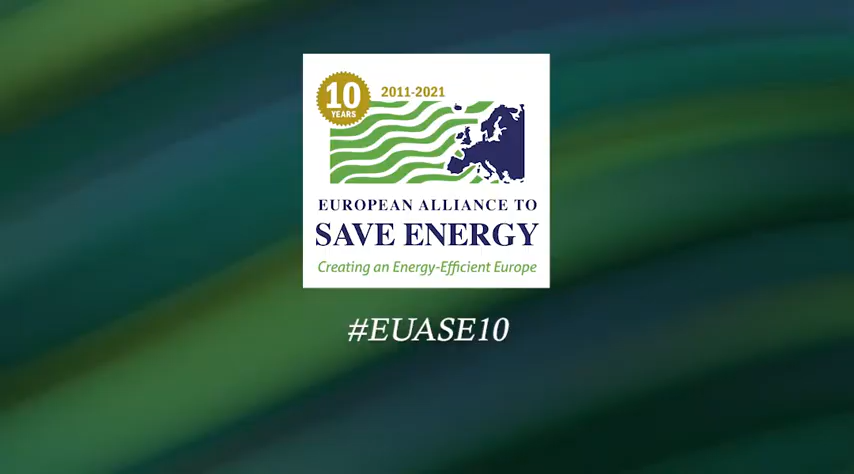 10
YEARS
2011-2021
EUROPEAN ALLIANCE TO
SAVE ENERGY
Creating an Energy-Efficient Europe
#EUASE10